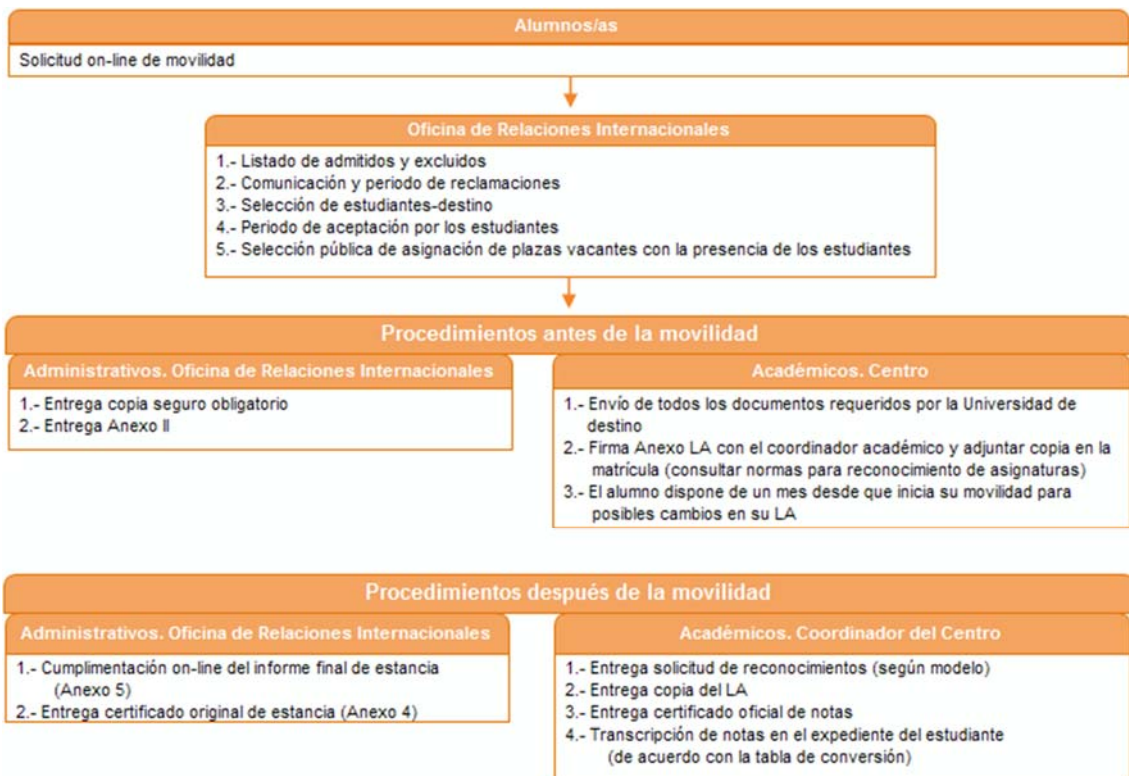 Alumnos/as
Solicitud on-line de movilidad
Oficina de Relaciones Internacionales
1.- Listado de admitidos y excluidos
2.- Comunicación y periodo de reclamaciones
3.- Selección de estudiantes-destino
4.- Periodo de aceptación por los estudiantes
5.- Selección pública de asignación de plazas vacantes con la presencia de los estudiantes
Procedimientos antes de la movilidad
Administrativos. Oficina de Relaciones Internacionales
1.- Entrega copia seguro obligatorio
2.- Entrega Anexo II
Académicos. Centro
1.- Envío de todos los documentos requeridos por la Universidad de
destino
2.- Firma Anexo LA con el coordinador académico y adjuntar copia en la
matrícula (consultar normas para reconocimiento de asignaturas)
3.- El alumno dispone de un mes desde que inicia su movilidad para
posibles cambios en su LA
Procedimientos después de la movilidad
Administrativos. Oficina de Relaciones Internacionales
1.- Cumplimentación on-line del informe final de estancia
(Anexo 5)
2.- Entrega certificado original de estancia (Anexo 4)
Académicos. Coordinador del Centro
1.- Entrega solicitud de reconocimientos (según modelo)
2.- Entrega copia del LA
3.- Entrega certificado oficial de notas
4.- Transcripción de notas en el expediente del estudiante
(de acuerdo con la tabla de conversión)